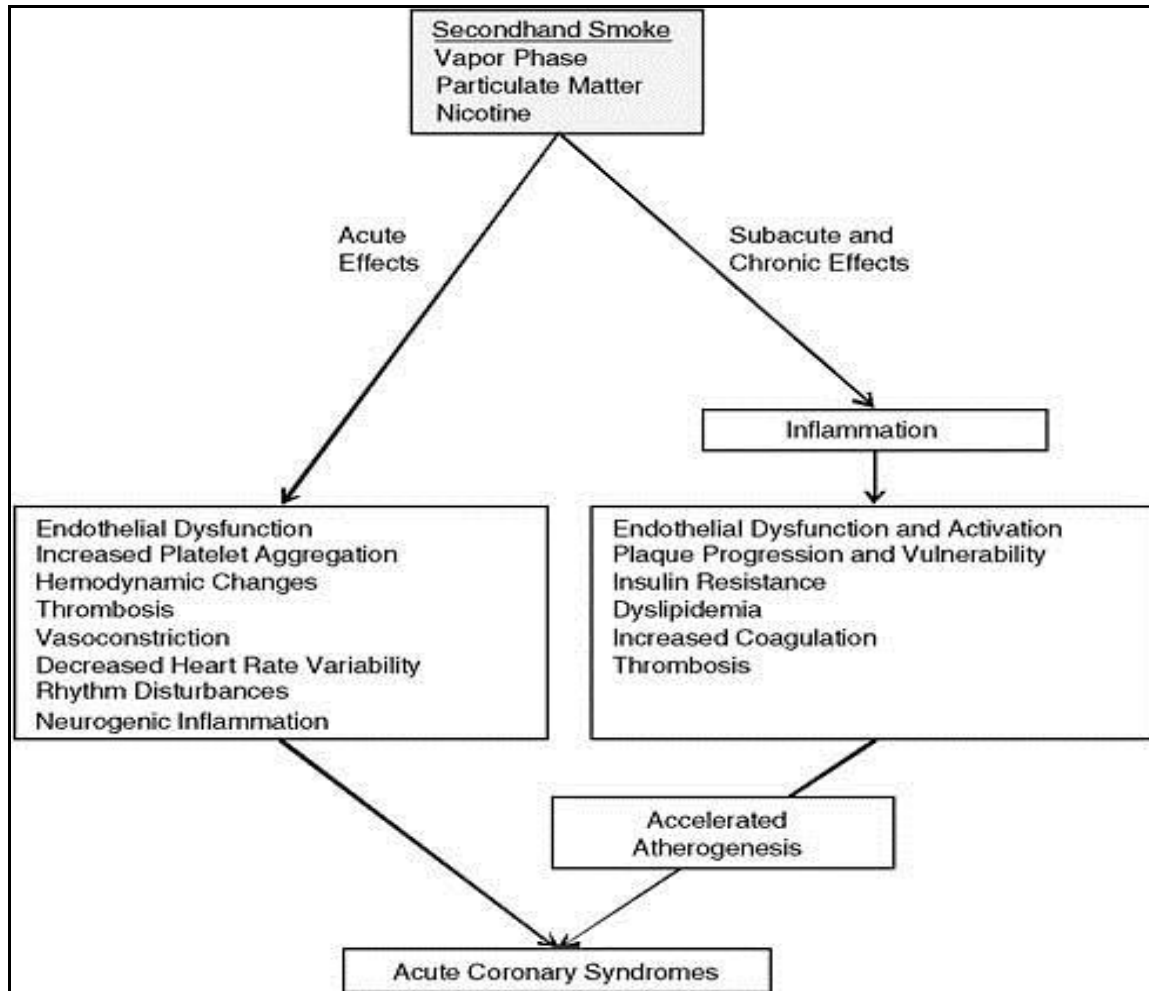 Secondhand Smoke
Vapor Phase
Particulate Matter
Nicotine
Acute
Effects
Subacute and
Chronic Effects
Inflammation
Endothelial Dysfunction
Increased Platelet Aggregation
Hemodynamic Changes
Thrombosis
Vasoconstriction
Decreased Heart Rate Variability
Rhythm Disturbances
Neurogenic Inflammation
Endothelial Dysfunction and Activation
Plaque Progression and Vulnerability
Insulin Resistance
Dyslipidemia
Increased Coagulation
Thrombosis
Accelerated
Atherogenesis
Acute Coronary Syndromes